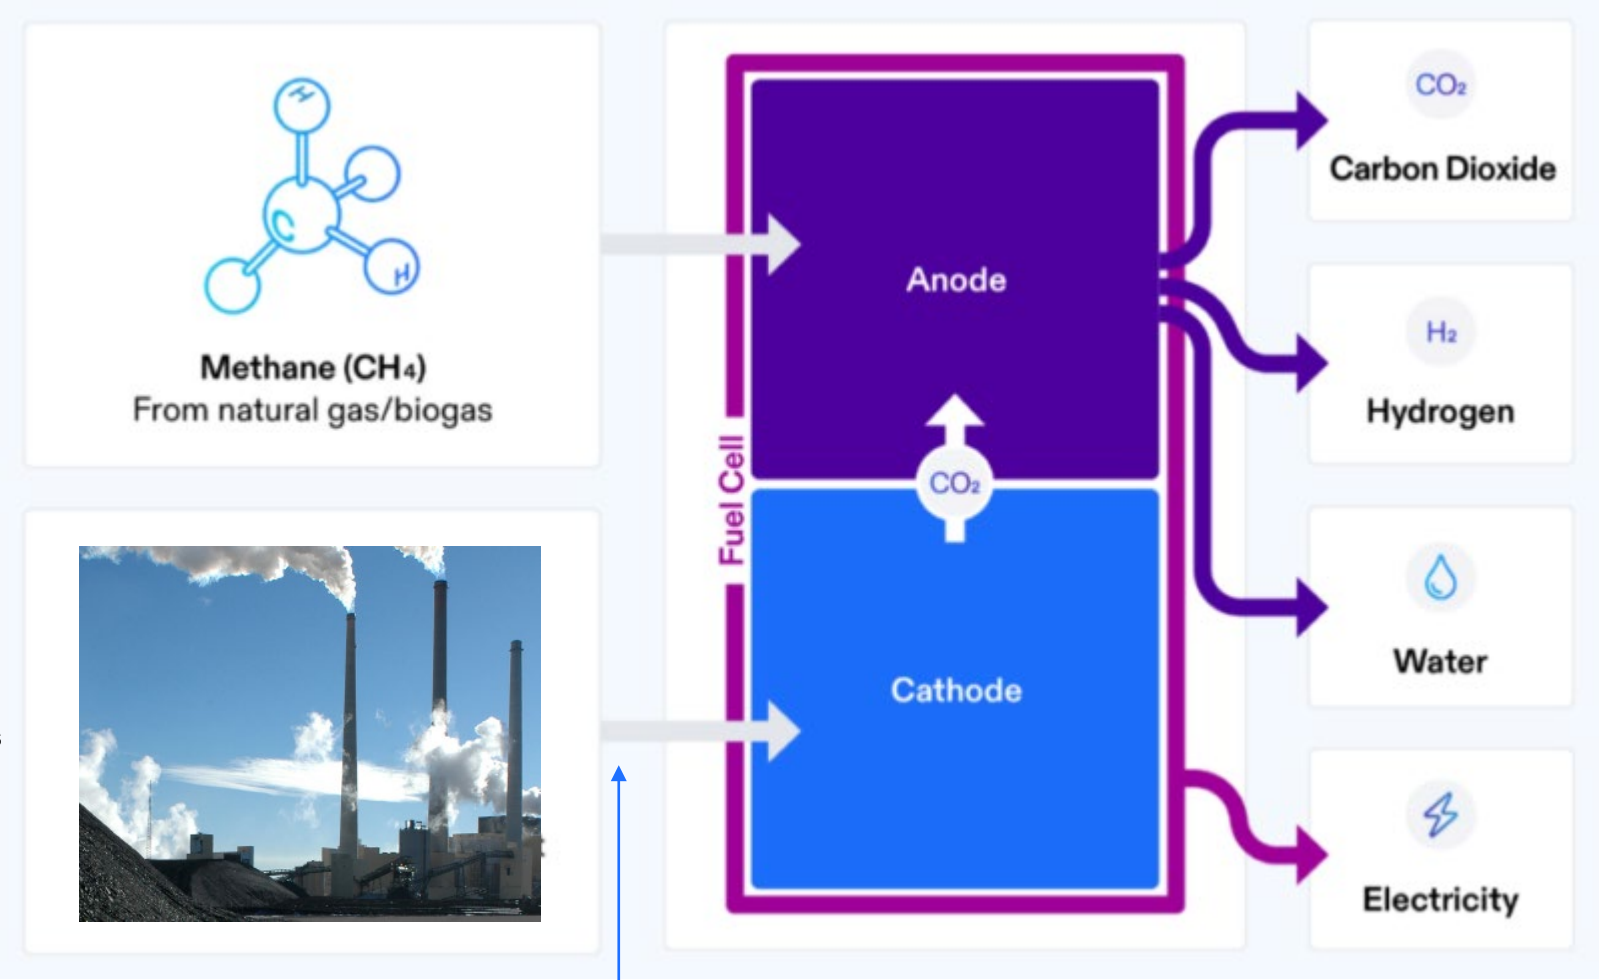 H
C
H
Methane (CH₄)
From natural gas/biogas
Fuel Cell
Anode
CO₂
Cathode
CO₂
Carbon Dioxide
H₂
Hydrogen
Water
Electricity